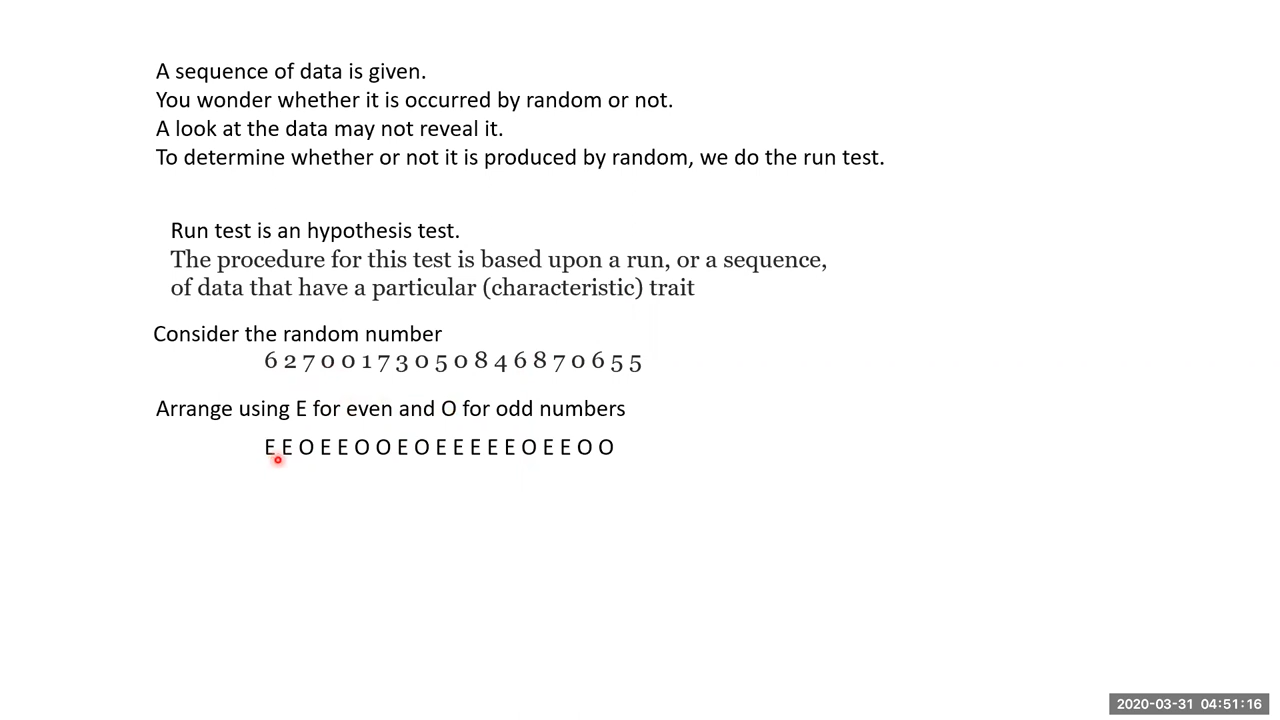 A sequence of data is given.
You wonder whether it is occurred by random or not.
A look at the data may not reveal it.
To determine whether or not it is produced by random, we do the run test.
Run test is an hypothesis test.
The procedure for this test is based upon a run, or a sequence,
of data that have a particular (characteristic) trait
Consider the random number
6 2 7 0 0 1 7 3 0 5 0 8 4 6 8 7 0 6 5 5
Arrange using E for even and O for odd numbers
E E O E E O O E O E E E E E O E E O O
2020-03-31 04:51:16